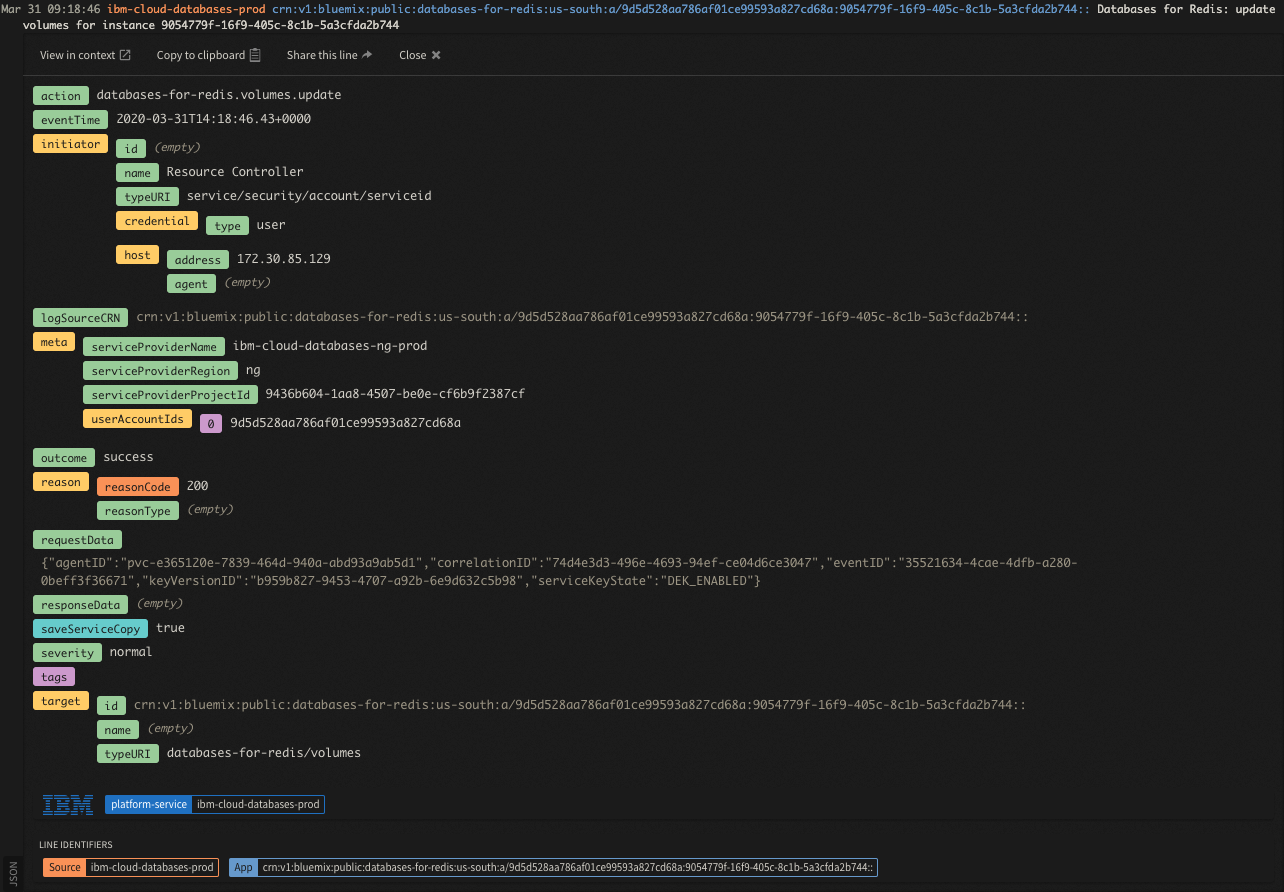 Mar 31 09:18:46 ibm-cloud-databases-prod crn:v1:bluemix:public:databases-for-redis:us-south:a/9d5d528aa786af01ce99593a827cd68a:9054779f-16f9-405c-8c1b-5a3cfda2b744:: Databases for Redis: update
volumes for instance 9054779f-16f9-405c-8c1b-5a3cfda2b744
View in context Copy to clipboard Share this line Close
action databases-for-redis.volumes.update
eventTime 2020-03-31T14:18:46.43+0000
initiator id (empty)
name Resource Controller
typeURI service/security/account/serviceid
credential type user
host address 172.30.85.129
agent (empty)
logSourceCRN crn:v1:bluemix:public:databases-for-redis:us-south:a/9d5d528aa786af01ce99593a827cd68a:9054779f-16f9-405c-8c1b-5a3cfda2b744::
meta serviceProviderName ibm-cloud-databases-ng-prod
serviceProviderRegion ng
serviceProviderProjectId 9436b604-1aa8-4507-be0e-cf6b9f2387cf
userAccountIds 0 9d5d528aa786af01ce99593a827cd68a
outcome success
reason reasonCode 200
reasonType (empty)
requestData
{"agentID":"pvc-e365120e-7839-464d-940a-abd93a9ab5d1","correlationID":"74d4e3d3-496e-4693-94ef-ce04d6ce3047","eventID":"35521634-4cae-4dfb-a280-
0beff3f36671","keyVersionID":"b959b827-9453-4707-a92b-6e9d632c5b98","serviceKeyState":"DEK_ENABLED"}
responseData (empty)
saveServiceCopy true
severity normal
tags
target id crn:v1:bluemix:public:databases-for-redis:us-south:a/9d5d528aa786af01ce99593a827cd68a:9054779f-16f9-405c-8c1b-5a3cfda2b744::
name (empty)
typeURI databases-for-redis/volumes
IBM platform-service ibm-cloud-databases-prod
LINE IDENTIFIERS
Source ibm-cloud-databases-prod App crn:v1:bluemix:public:databases-for-redis:us-south:a/9d5d528aa786af01ce99593a827cd68a:9054779f-16f9-405c-8c1b-5a3cfda2b744::
JSON